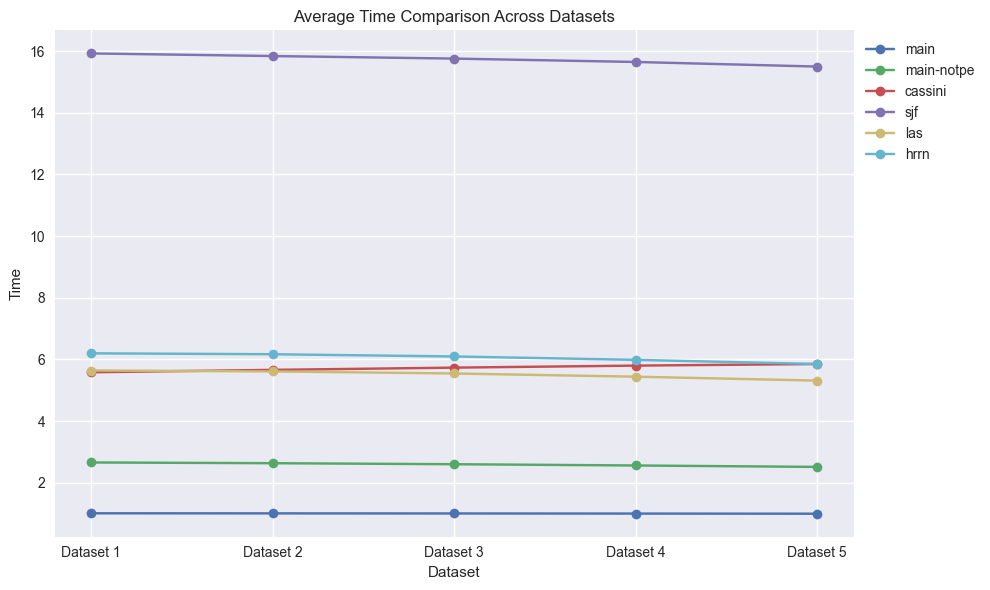 Average Time Comparison Across Datasets
Time
16
14
12
10
8
6
4
2
Dataset 1
Dataset 2
Dataset 3
Dataset 4
Dataset 5
Dataset
main
main-notpe
cassini
sjf
las
hrrn